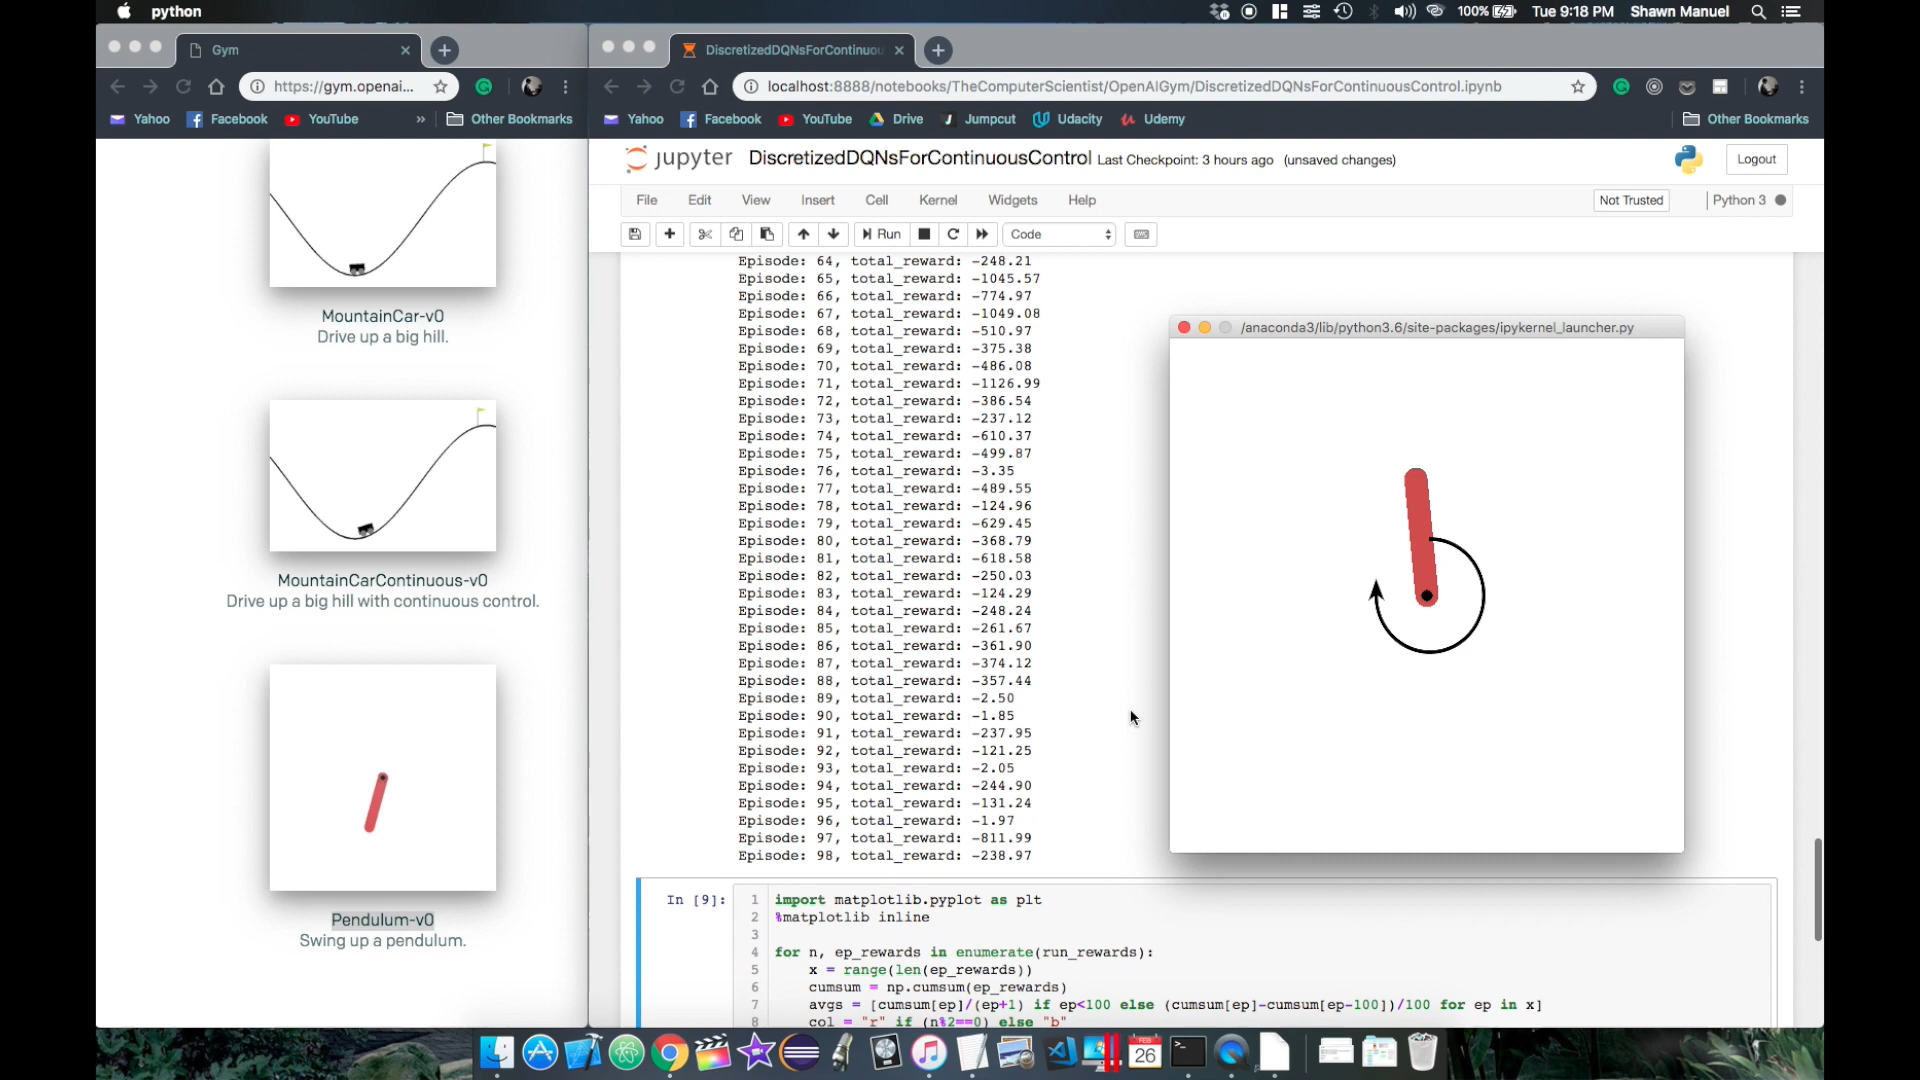 python
100%
Tue 9:18 PM
Shawn Manuel
Gym
DiscretizedDQNsForContinuou
https://gym.openai...
localhost:8888/notebooks/TheComputerScientist/OpenAIGym/DiscretizedDQNsForContinuousControl.ipynb
Yahoo Facebook YouTube » Other Bookmarks
Yahoo Facebook YouTube Drive Jumpcut Udacity Udemy Other Bookmarks
MountainCar-v0
Drive up a big hill.
MountainCarContinuous-v0
Drive up a big hill with continuous control.
Pendulum-v0
Swing up a pendulum.
jupyter DiscretizedDQNsForContinuousControl Last Checkpoint: 3 hours ago (unsaved changes)
Logout
File Edit View Insert Cell Kernel Widgets Help
Not Trusted
Python 3
Run
Code
Episode: 64, total_reward: -248.21
Episode: 65, total_reward: -1045.57
Episode: 66, total_reward: -774.97
Episode: 67, total_reward: -1049.08
Episode: 68, total_reward: -510.97
Episode: 69, total_reward: -375.38
Episode: 70, total_reward: -486.08
Episode: 71, total_reward: -1126.99
Episode: 72, total_reward: -386.54
Episode: 73, total_reward: -237.12
Episode: 74, total_reward: -610.37
Episode: 75, total_reward: -499.87
Episode: 76, total_reward: -3.35
Episode: 77, total_reward: -489.55
Episode: 78, total_reward: -124.96
Episode: 79, total_reward: -629.45
Episode: 80, total_reward: -368.79
Episode: 81, total_reward: -618.58
Episode: 82, total_reward: -250.03
Episode: 83, total_reward: -124.29
Episode: 84, total_reward: -248.24
Episode: 85, total_reward: -261.67
Episode: 86, total_reward: -361.90
Episode: 87, total_reward: -374.12
Episode: 88, total_reward: -357.44
Episode: 89, total_reward: -2.50
Episode: 90, total_reward: -1.85
Episode: 91, total_reward: -237.95
Episode: 92, total_reward: -121.25
Episode: 93, total_reward: -2.05
Episode: 94, total_reward: -244.90
Episode: 95, total_reward: -131.24
Episode: 96, total_reward: -1.97
Episode: 97, total_reward: -811.99
Episode: 98, total_reward: -238.97
/anaconda3/lib/python3.6/site-packages/ipykernel_launcher.py
In [9]:
1 import matplotlib.pyplot as plt
2 %matplotlib inline
3
4 for n, ep_rewards in enumerate(run_rewards):
5 x = range(len(ep_rewards))
6 cumsum = np.cumsum(ep_rewards)
7 avgs = [cumsum[ep]/(ep+1) if ep<100 else (cumsum[ep]-cumsum[ep-100])/100 for ep in x]
8 col = "r" if (n%2==0) else "b"
FEB
26